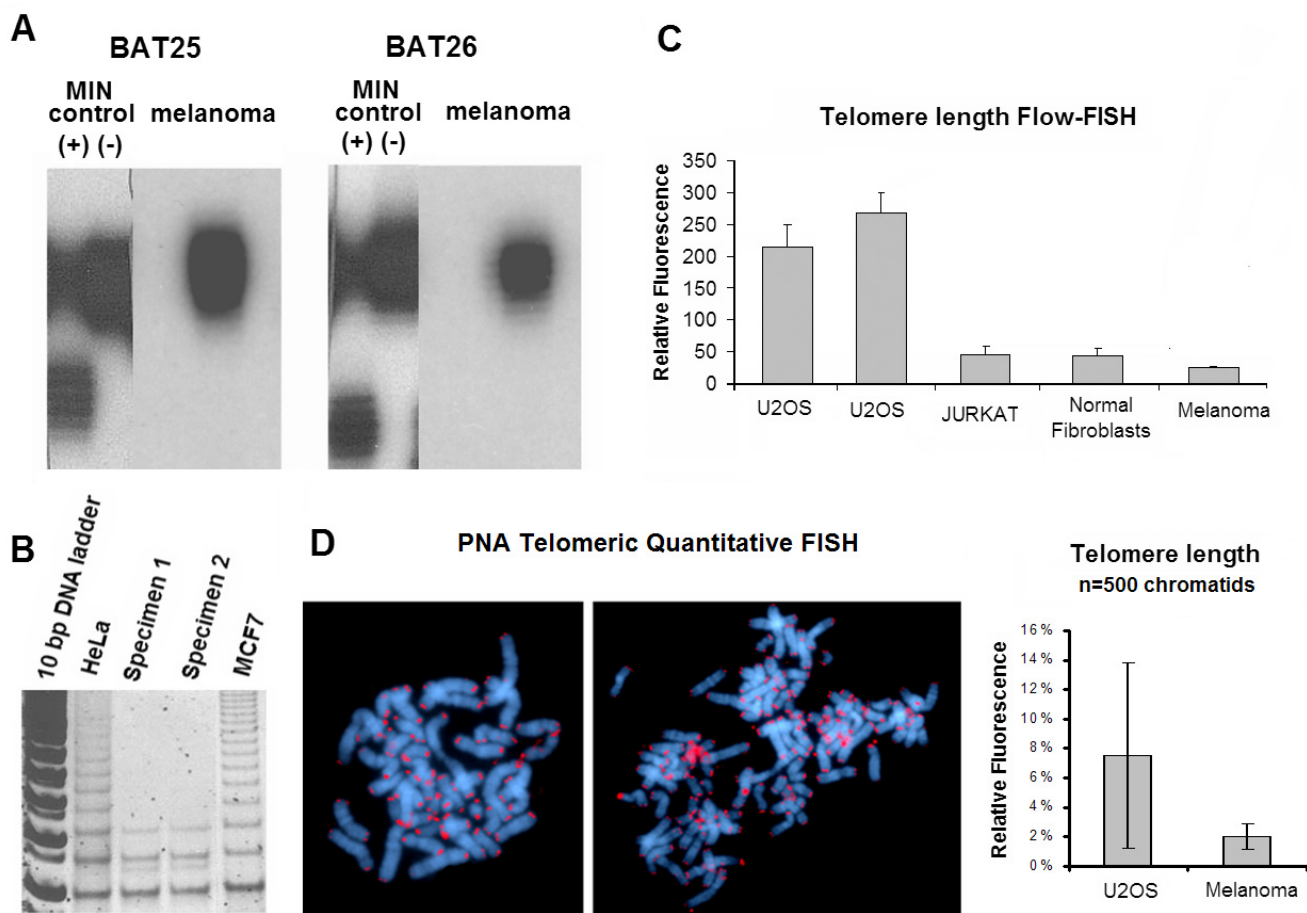 A
BAT25
BAT26
MIN
control
(+) (-)
melanoma
MIN
control
(+) (-)
melanoma
C
Telomere length Flow-FISH
Relative Fluorescence
350
300
250
200
150
100
50
0
U2OS
U2OS
JURKAT
Normal
Fibroblasts
Melanoma
B
10 bp DNA ladder
HeLa
Specimen 1
Specimen 2
MCF7
D
PNA Telomeric Quantitative FISH
Telomere length
n=500 chromatids
Relative Fluorescence
16%
14%
12%
10%
8%
6%
4%
2%
0%
U2OS
Melanoma